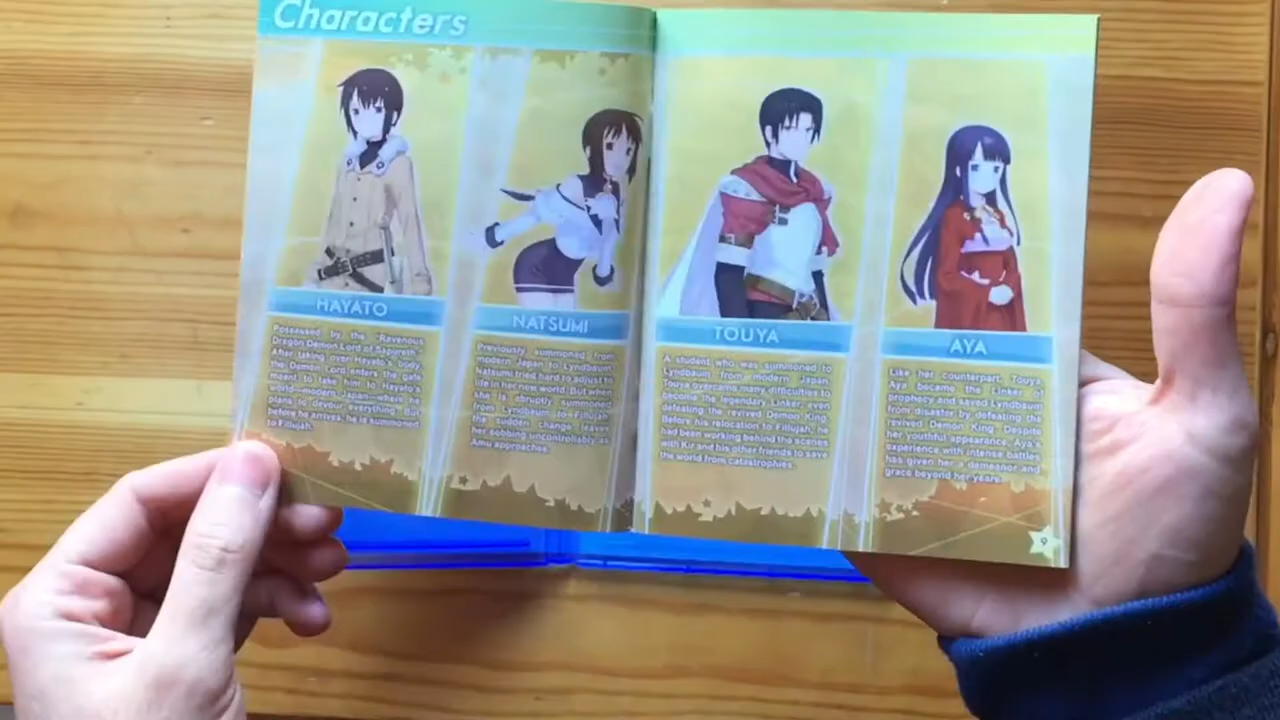 Characters
HAYATO
Possessed by the "Ravenous
Dragon Demon Lord of Sapireth."
After taking over Hayato's body,
the Demon Lord enters the gate
meant to take him to Hayato's
world—modern Japan—where he
plans to devour everything. But
before he arrives, he is summoned
to Fillujah.
NATSUMI
Previously summoned from
modern Japan to Lyndbaum,
Natsumi tried hard to adjust to
life in her new world. But when
she is abruptly summoned
from Lyndbaum to Fillujah,
the sudden change leaves
her sobbing uncontrollably as
Amu approaches.
TOUYA
A student who was summoned to
Lyndbaum from modern Japan,
Touya overcame many difficulties to
become the legendary Linker, even
defeating the revived Demon King.
Before his relocation to Fillujah, he
had been working behind the scenes
with Kir and his other friends to save
the world from catastrophies.
AYA
Like her counterpart, Touya,
Aya became the Linker of
prophecy and saved Lyndbaum
from disaster by defeating the
revived Demon King. Despite
her youthful appearance, Aya's
experience with intense battles
has given her a demeanor and
grace beyond her years.
9